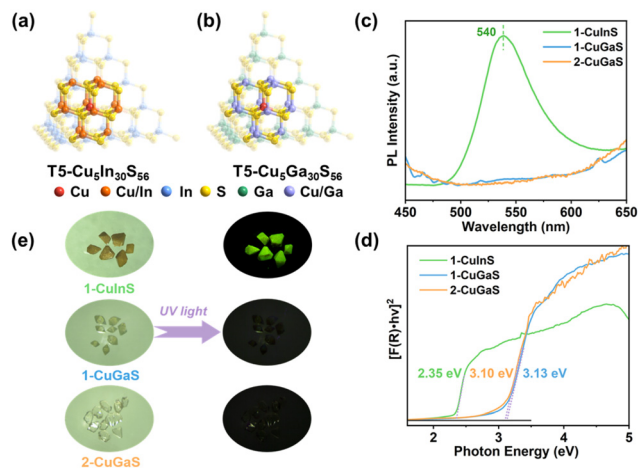 (a)
(b)
T5-Cu5In30S56
T5-Cu5Ga30S56
Cu
Cu/In
In
S
Ga
Cu/Ga
(c)
540
1-CuInS
1-CuGaS
2-CuGaS
PL Intensity (a.u.)
450 500 550 600 650
Wavelength (nm)
(d)
1-CuInS
1-CuGaS
2-CuGaS
[F(R)•hv]²
2.35 eV
3.10 eV
3.13 eV
2 3 4 5
Photon Energy (eV)
(e)
1-CuInS
UV light
1-CuGaS
2-CuGaS